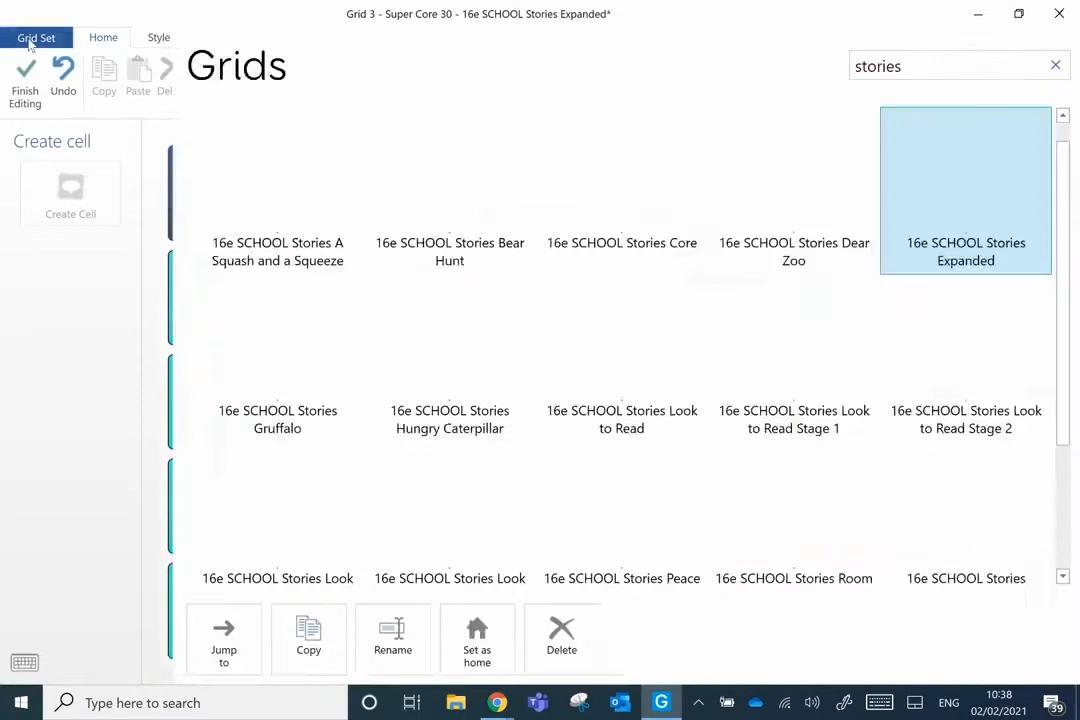 Grid 3 - Super Core 30 - 16e SCHOOL Stories Expanded*
Grid Set
Home
Style
Finish
Editing
Undo
Copy
Paste
Del
Create cell
Create Cell
Grids
stories
16e SCHOOL Stories A
Squash and a Squeeze
16e SCHOOL Stories Bear
Hunt
16e SCHOOL Stories Core
16e SCHOOL Stories Dear
Zoo
16e SCHOOL Stories
Expanded
16e SCHOOL Stories
Gruffalo
16e SCHOOL Stories
Hungry Caterpillar
16e SCHOOL Stories Look
to Read
16e SCHOOL Stories Look
to Read Stage 1
16e SCHOOL Stories Look
to Read Stage 2
16e SCHOOL Stories Look
16e SCHOOL Stories Look
16e SCHOOL Stories Peace
16e SCHOOL Stories Room
16e SCHOOL Stories
Jump
to
Copy
Rename
Set as
home
Delete
Type here to search
G
ENG
10:38
02/02/2021
39